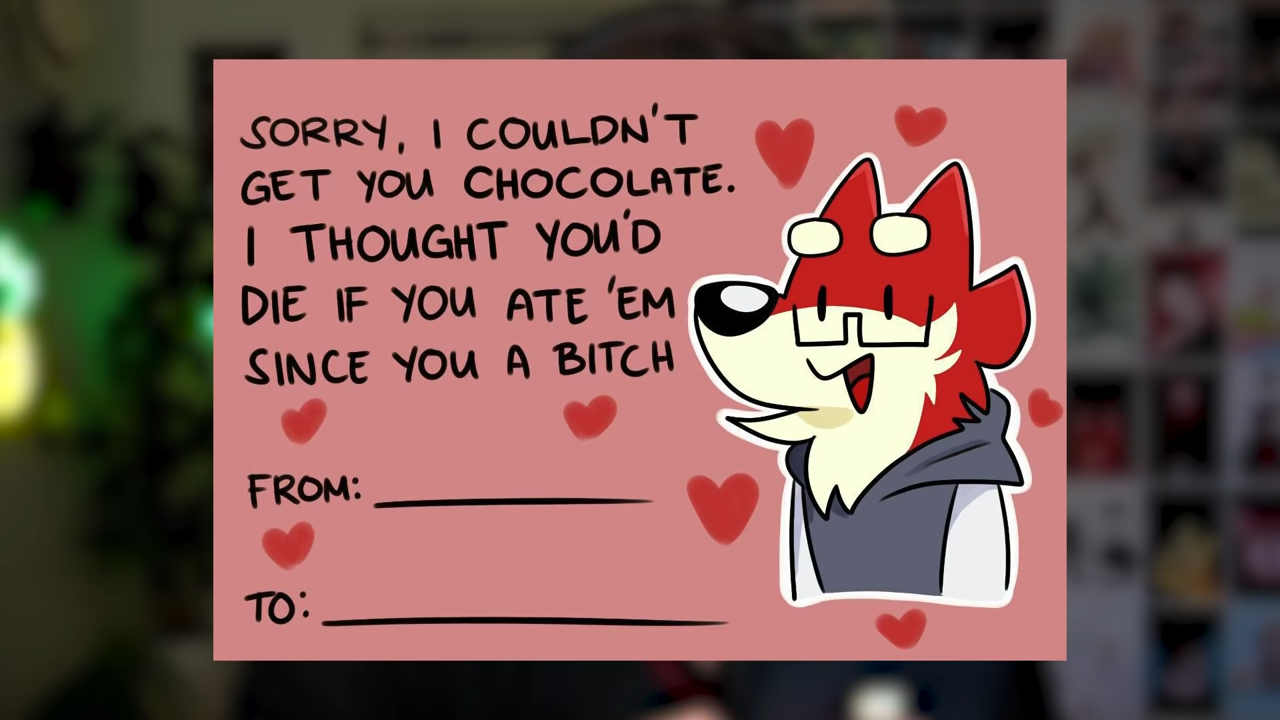 SORRY, I COULDN'T
GET YOU CHOCOLATE.
I THOUGHT YOU'D
DIE IF YOU ATE 'EM
SINCE YOU A BITCH
FROM:
TO: